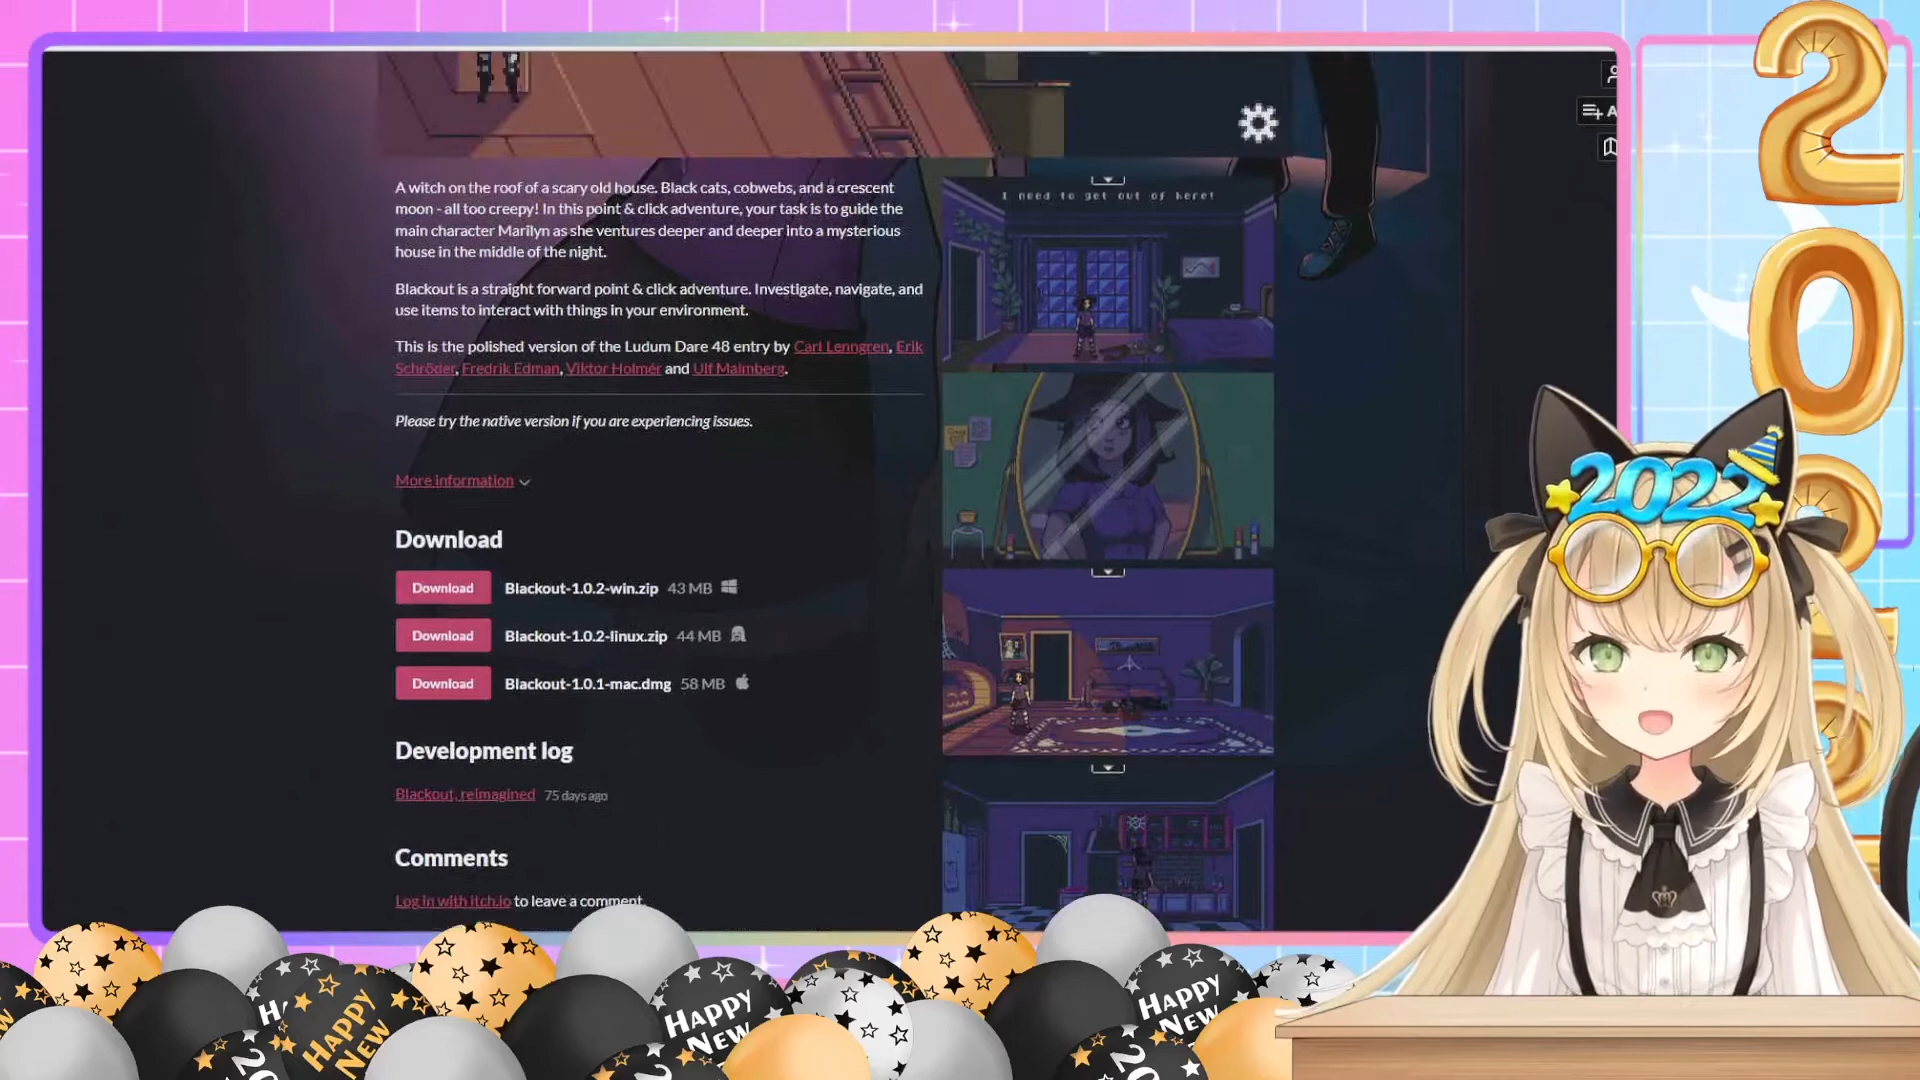 A witch on the roof of a scary old house. Black cats, cobwebs, and a crescent
moon - all too creepy! In this point & click adventure, your task is to guide the
main character Marilyn as she ventures deeper and deeper into a mysterious
house in the middle of the night.
Blackout is a straight forward point & click adventure. Investigate, navigate, and
use items to interact with things in your environment.
This is the polished version of the Ludum Dare 48 entry by Carl Lenngren, Erik
Schröder, Fredrik Edman, Viktor Holmér and Ulf Malmberg.
Please try the native version if you are experiencing issues.
More information
Download
Download Blackout-1.0.2-win.zip 43 MB
Download Blackout-1.0.2-linux.zip 44 MB
Download Blackout-1.0.1-mac.dmg 58 MB
Development log
Blackout, reimagined 75 days ago
Comments
Log in with itch.io to leave a comment.
I need to get out of here!
A
2
0
2022
HAPPY
NEW
HAPPY
NEW
HAPPY
NEW
20
20